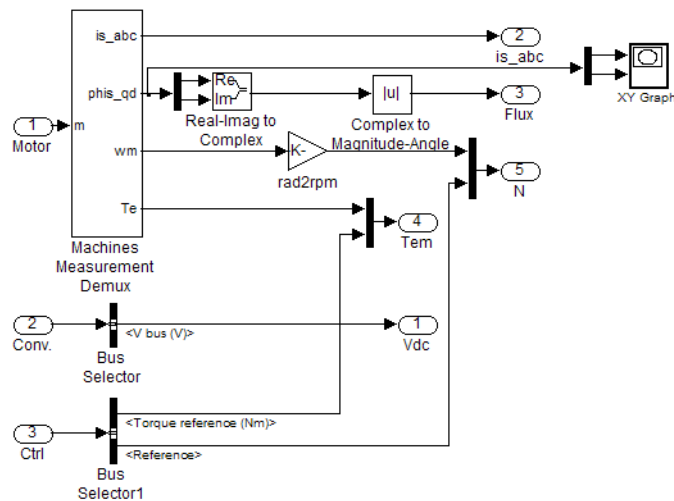 is_abc
2
is_abc
phis_qd
Re
Im
|u|
3
Flux
XY Graph
1
Motor
m
Real-Imag to
Complex
Complex to
Magnitude-Angle
wm
K-
rad2rpm
5
N
Te
4
Tem
Machines
Measurement
Demux
2
Conv.
<V bus (V)>
1
Vdc
Bus
Selector
3
Ctrl
<Torque reference (Nm)>
<Reference>
Bus
Selector1